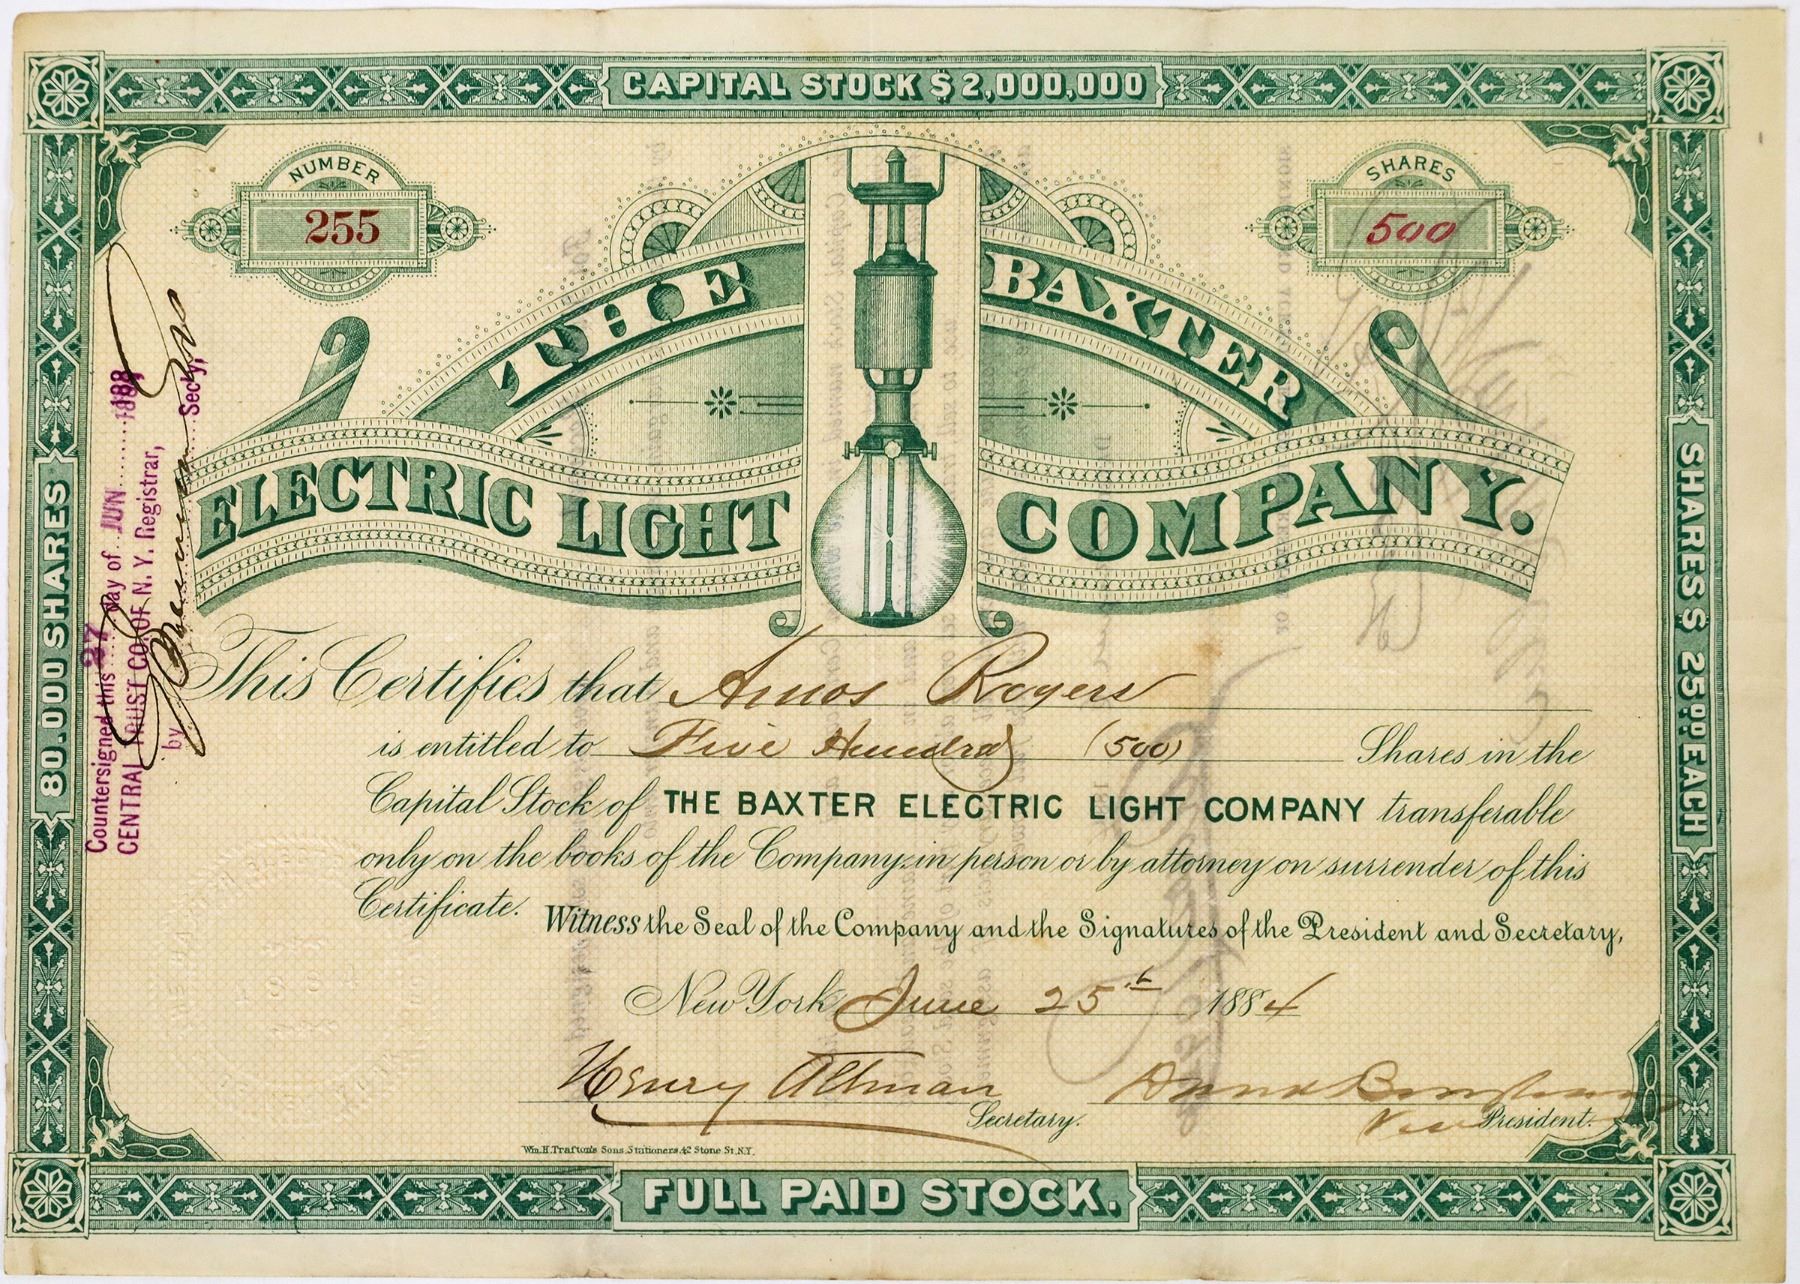 CAPITAL STOCK $2,000,000
NUMBER
255
SHARES
500
THE BAXTER
ELECTRIC LIGHT COMPANY.
80.000 SHARES
SHARES $ 25.00 EACH
Countersigned this 27 day of JUN 188
CENTRAL TRUST CO. OF N. Y. Registrar,
by Secty,
This Certifies that Amos Rogers
is entitled to Five Hundred (500) Shares in the
Capital Stock of THE BAXTER ELECTRIC LIGHT COMPANY transferable
only on the books of the Company, in person or by attorney on surrender of this
Certificate.
Witness the Seal of the Company and the Signatures of the President and Secretary,
New York June 25th 1884
Henry Altman
Secretary.
Vice President.
Wm. H. Trafton's Sons, Stationers 42 Stone St. N.Y.
FULL PAID STOCK.